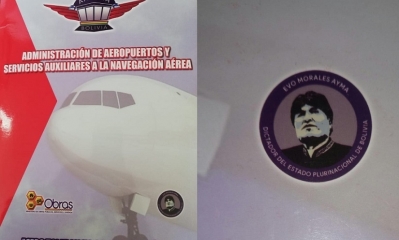 BOLIVIA
ADMINISTRACIÓN DE AEROPUERTOS Y
SERVICIOS AUXILIARES A LA NAVEGACIÓN AÉREA
Obras
EVO MORALES AYMA
DICTADOR DEL ESTADO PLURINACIONAL DE BOLIVIA